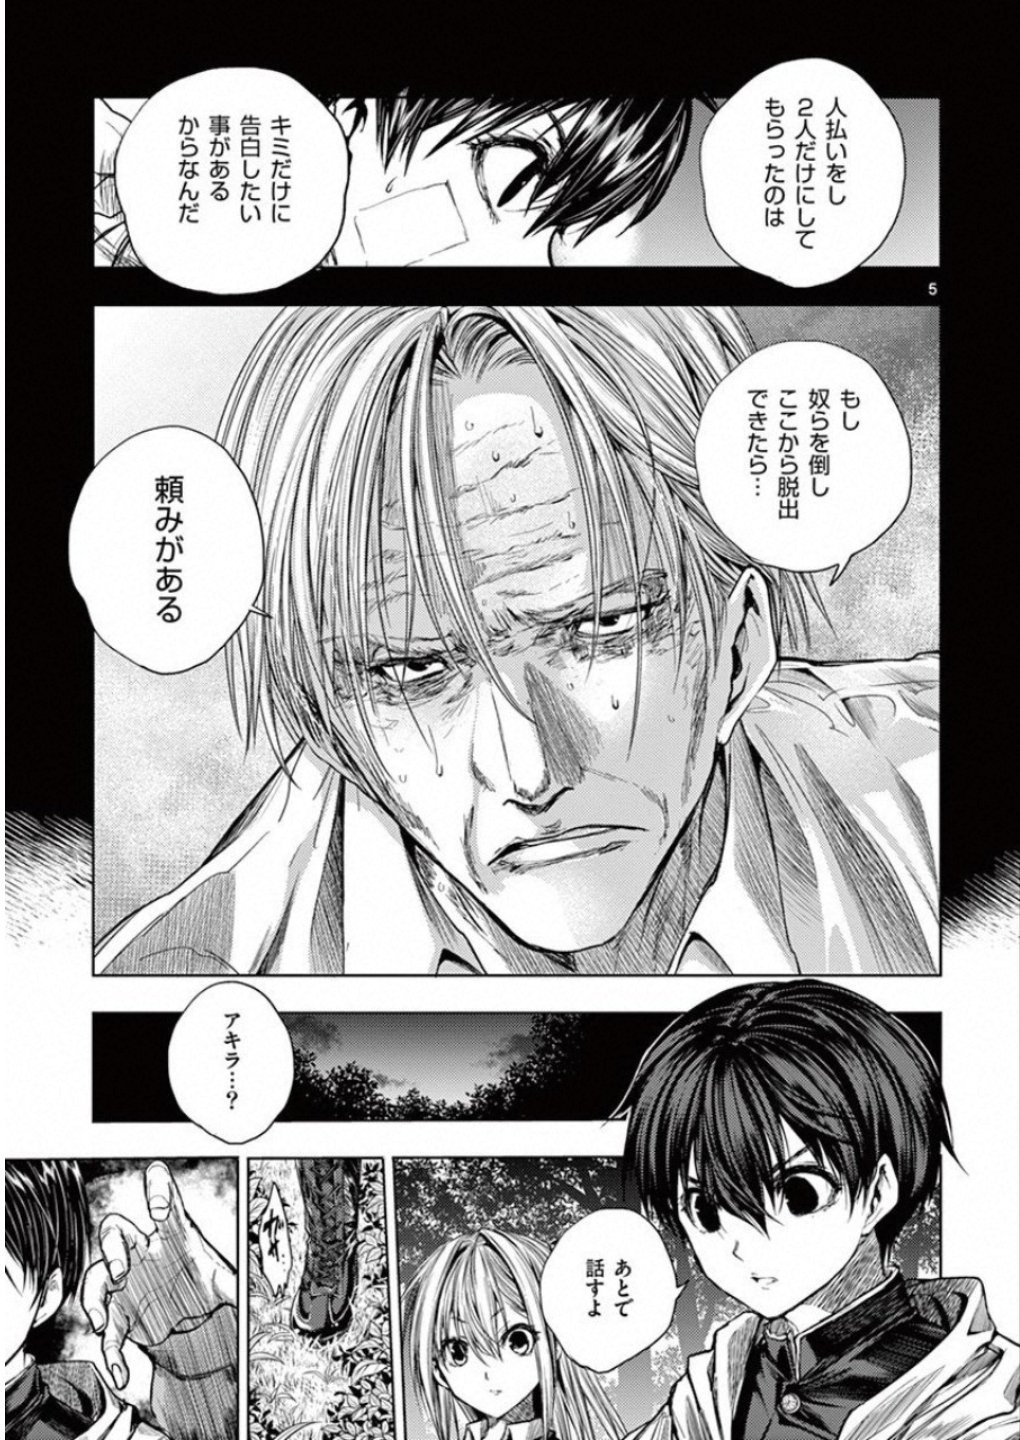 人払いをし
２人だけにして
もらったのは
キミだけに
告白したい
事がある
からなんだ
5
もし
奴らを倒し
ここから脱出
できたら…
頼みがある
アキラ…？
あとで
話すよ